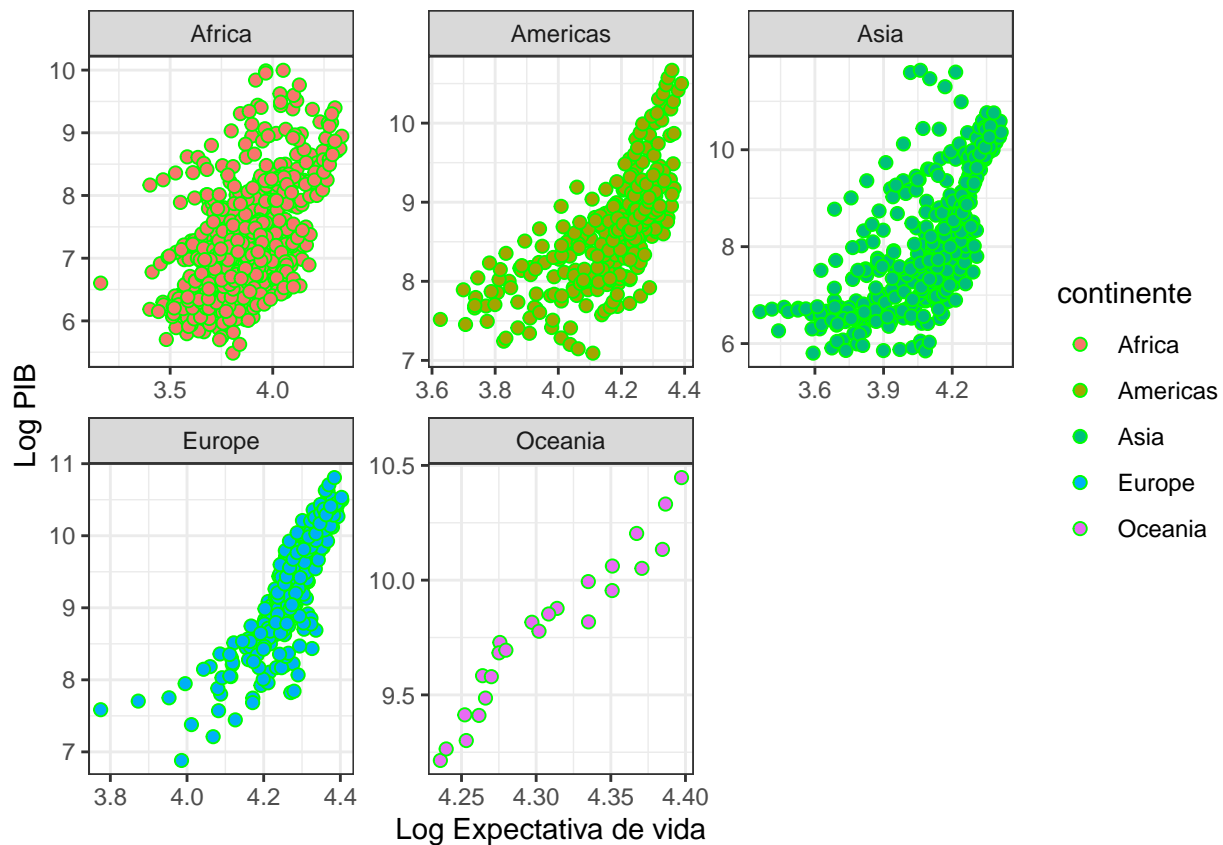 Africa
Americas
Asia
10
9
8
7
6
3.5
4.0
10
9
8
7
3.6
3.8
4.0
4.2
4.4
10
8
6
3.6
3.9
4.2
Log PIB
Europe
Oceania
11
10
9
8
7
3.8
4.0
4.2
4.4
10.5
10.0
9.5
4.25
4.30
4.35
4.40
Log Expectativa de vida
continente
Africa
Americas
Asia
Europe
Oceania